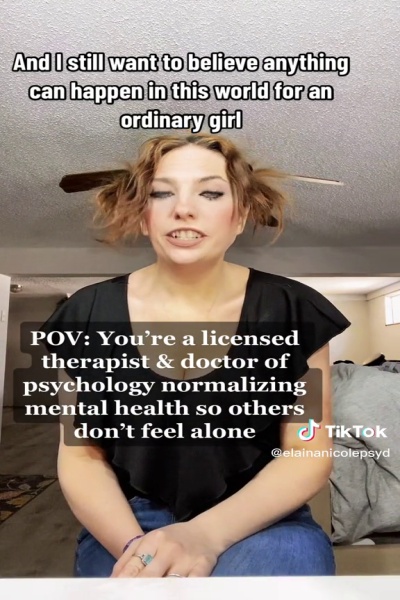 And I still want to believe anything
can happen in this world for an
ordinary girl
POV: You're a licensed
therapist & doctor of
psychology normalizing
mental health so others
don't feel alone
TikTok
@elainanicolepsyd